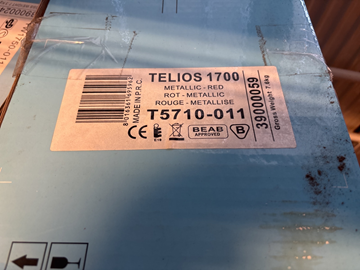 TELIOS 1700
METALLIC - RED
ROT - METALLIC
ROUGE - METALLISE
T5710-011
MADE IN P.R.C.
CE
BEAB
Approved
39000059
Gross Weight 7.6kg